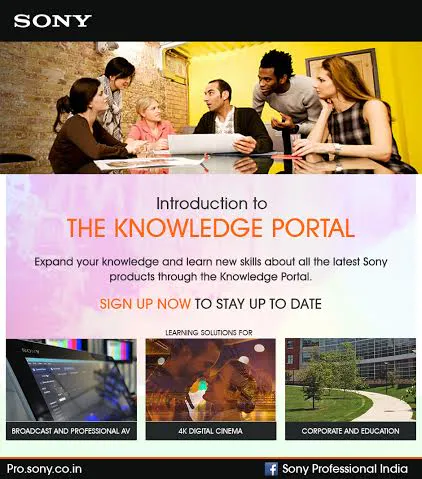 SONY
Introduction to
THE KNOWLEDGE PORTAL
Expand your knowledge and learn new skills about all the latest Sony
products through the Knowledge Portal.
SIGN UP NOW TO STAY UP TO DATE
LEARNING SOLUTIONS FOR
SONY
BROADCAST AND PROFESSIONAL AV
4K DIGITAL CINEMA
CORPORATE AND EDUCATION
Pro.sony.co.in
f Sony Professional India